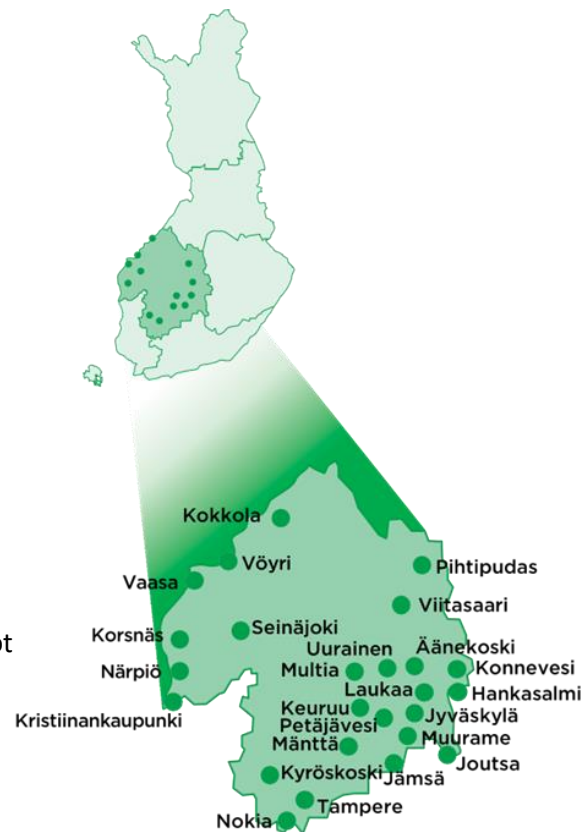 Kokkola
Vöyri
Pihtipudas
Vaasa
Viitasaari
Korsnäs
Seinäjoki
ot
Uurainen
Äänekoski
Närpiö
Multia
Konnevesi
Laukaa
Hankasalmi
Kristiinankaupunki
Keuruu
Jyväskylä
Petäjävesi
Muurame
Mänttä
Joutsa
Kyröskoski
Jämsä
Tampere
Nokia